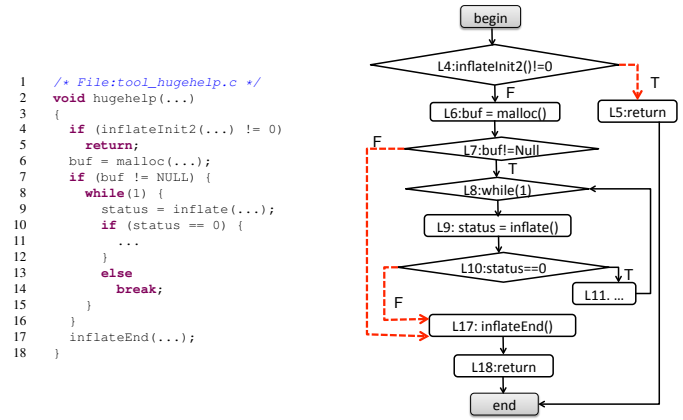 1 /* File:tool_hugehelp.c */
2 void hugehelp(...)
3 {
4 if (inflateInit2(...) != 0)
5 return;
6 buf = malloc(...);
7 if (buf != NULL) {
8 while(1) {
9 status = inflate(...);
10 if (status == 0) {
11 ...
12 }
13 else
14 break;
15 }
16 }
17 inflateEnd(...);
18 }
begin
L4:inflateInit2()!=0
T
F
L5:return
L6:buf = malloc()
F
L7:buf!=Null
T
L8:while(1)
L9: status = inflate()
L10:status==0
T
L11. ...
F
L17: inflateEnd()
L18:return
end